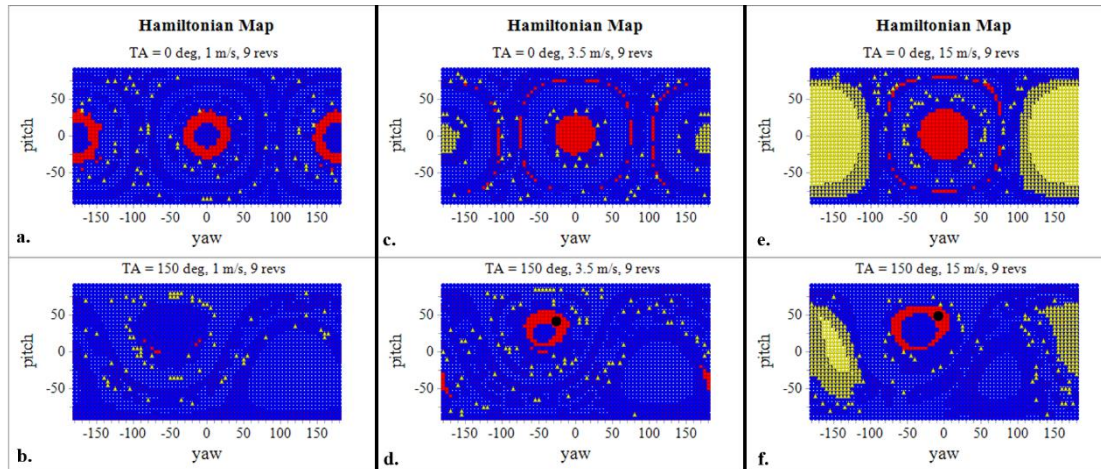 Hamiltonian Map
TA = 0 deg, 1 m/s, 9 revs
pitch
50
0
-50
-150 -100 -50 0 50 100 150
yaw
a.
TA = 150 deg, 1 m/s, 9 revs
pitch
50
0
-50
-150 -100 -50 0 50 100 150
yaw
b.
Hamiltonian Map
TA = 0 deg, 3.5 m/s, 9 revs
pitch
50
0
-50
-150 -100 -50 0 50 100 150
yaw
c.
TA = 150 deg, 3.5 m/s, 9 revs
pitch
50
0
-50
-150 -100 -50 0 50 100 150
yaw
d.
Hamiltonian Map
TA = 0 deg, 15 m/s, 9 revs
pitch
50
0
-50
-150 -100 -50 0 50 100 150
yaw
e.
TA = 150 deg, 15 m/s, 9 revs
pitch
50
0
-50
-150 -100 -50 0 50 100 150
yaw
f.